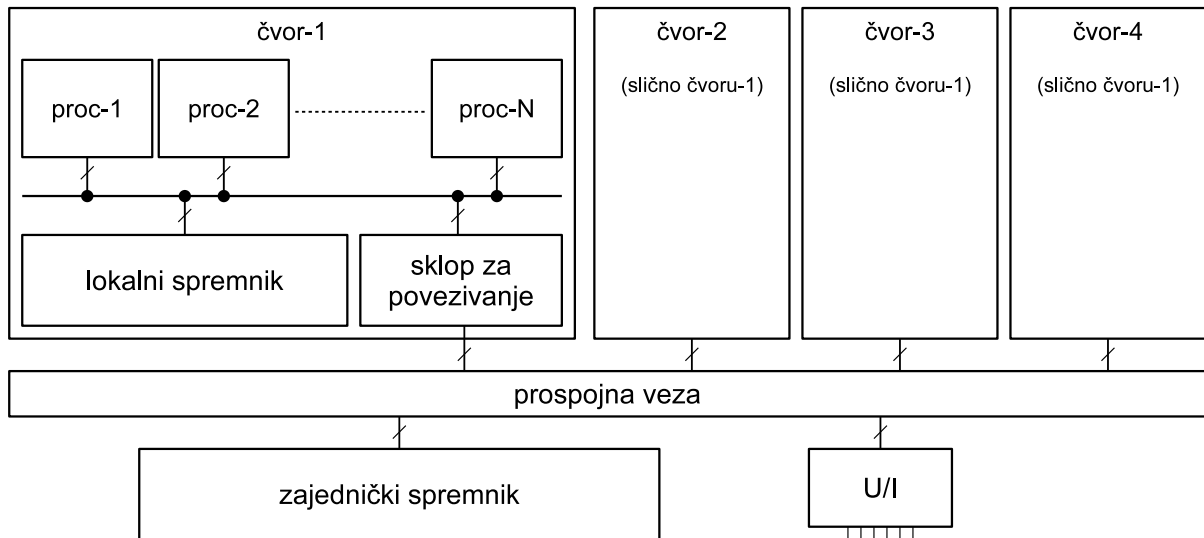 čvor-1
proc-1
proc-2
proc-N
lokalni spremnik
sklop za
povezivanje
čvor-2
(slično čvoru-1)
čvor-3
(slično čvoru-1)
čvor-4
(slično čvoru-1)
prospojna veza
zajednički spremnik
U/I